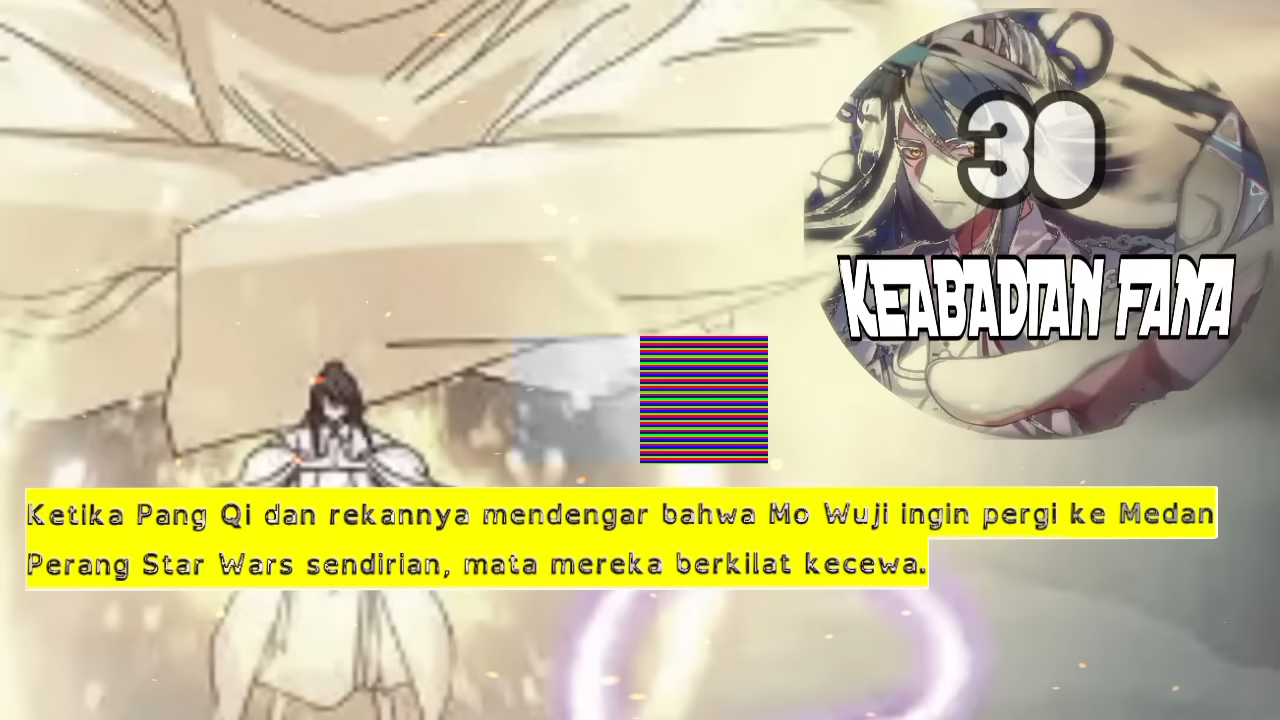 30
KEABADIAN FANA
Ketika Pang Qi dan rekannya mendengar bahwa Mo Wuji ingin pergi ke Medan
Perang Star Wars sendirian, mata mereka berkilat kecewa.